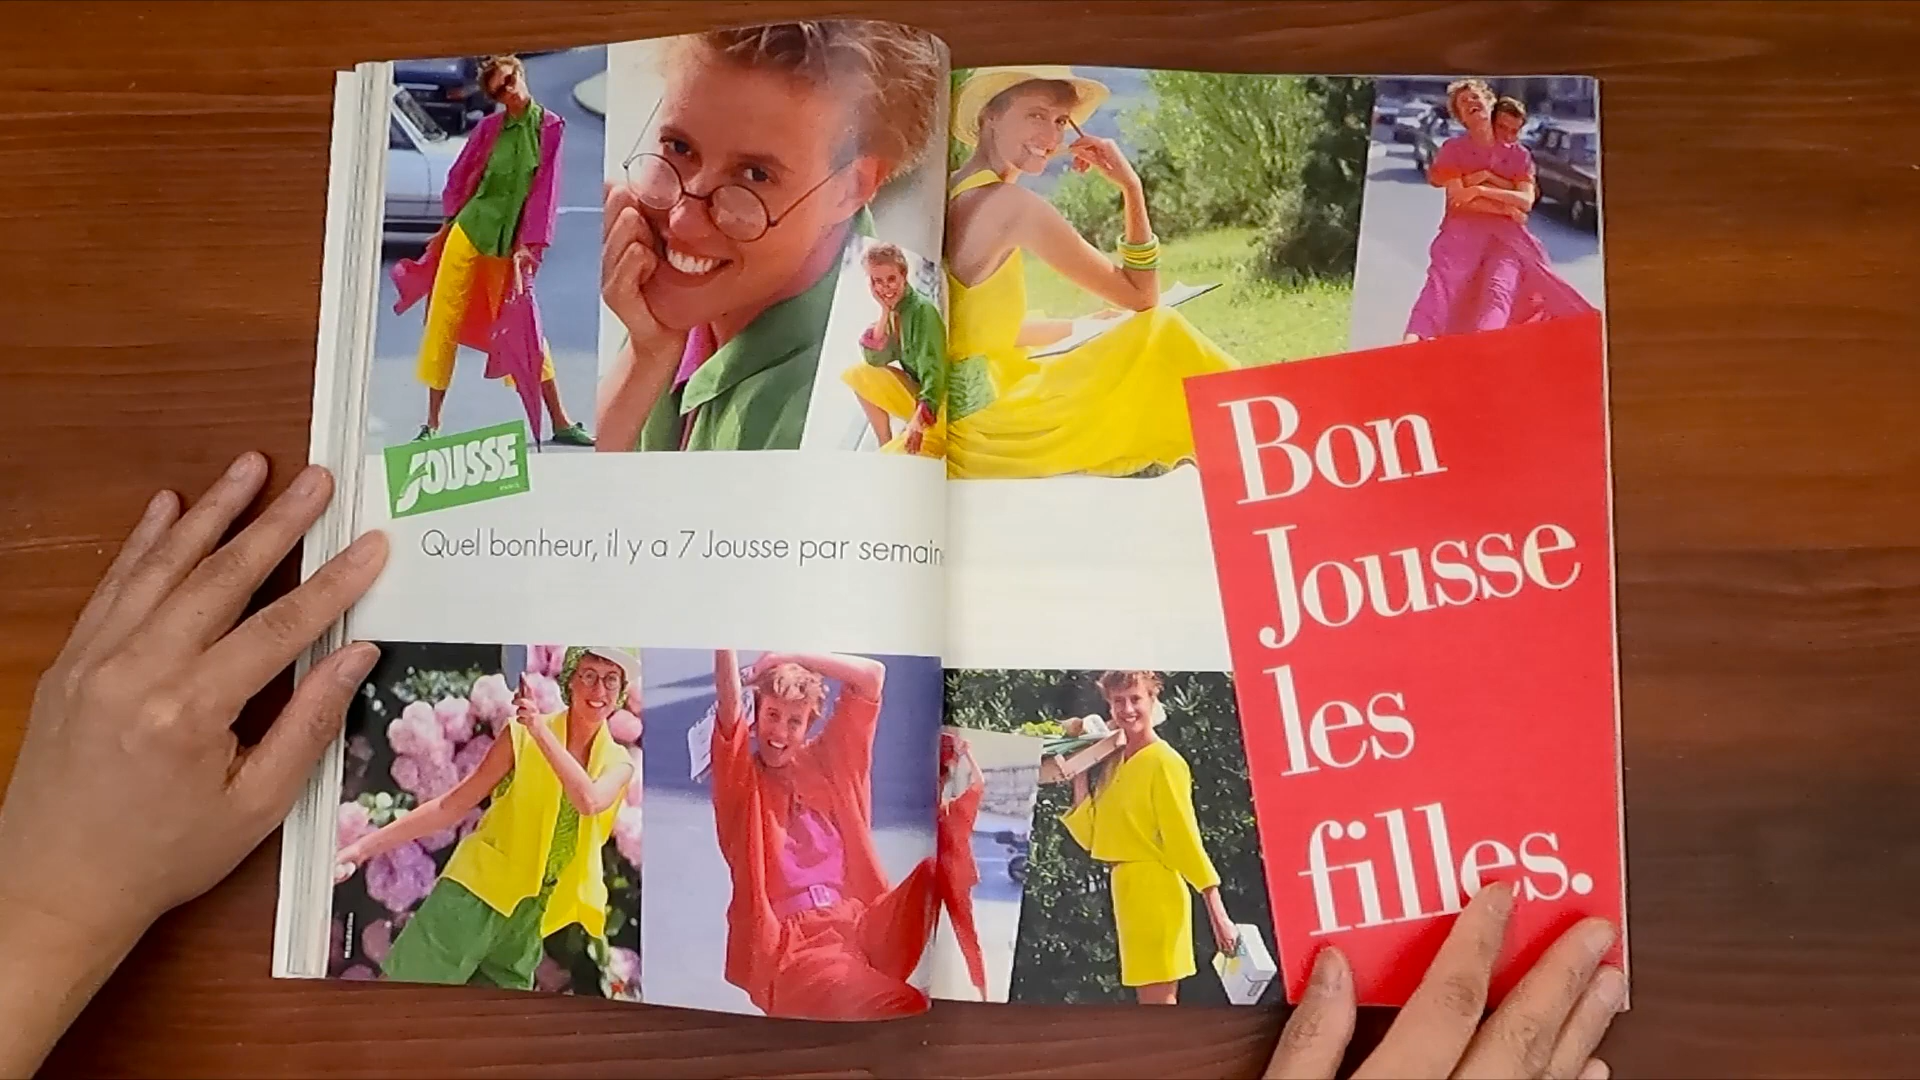 JOUSSE
Quel bonheur, il y a 7 Jousse par semain
Bon
Jousse
les
filles.